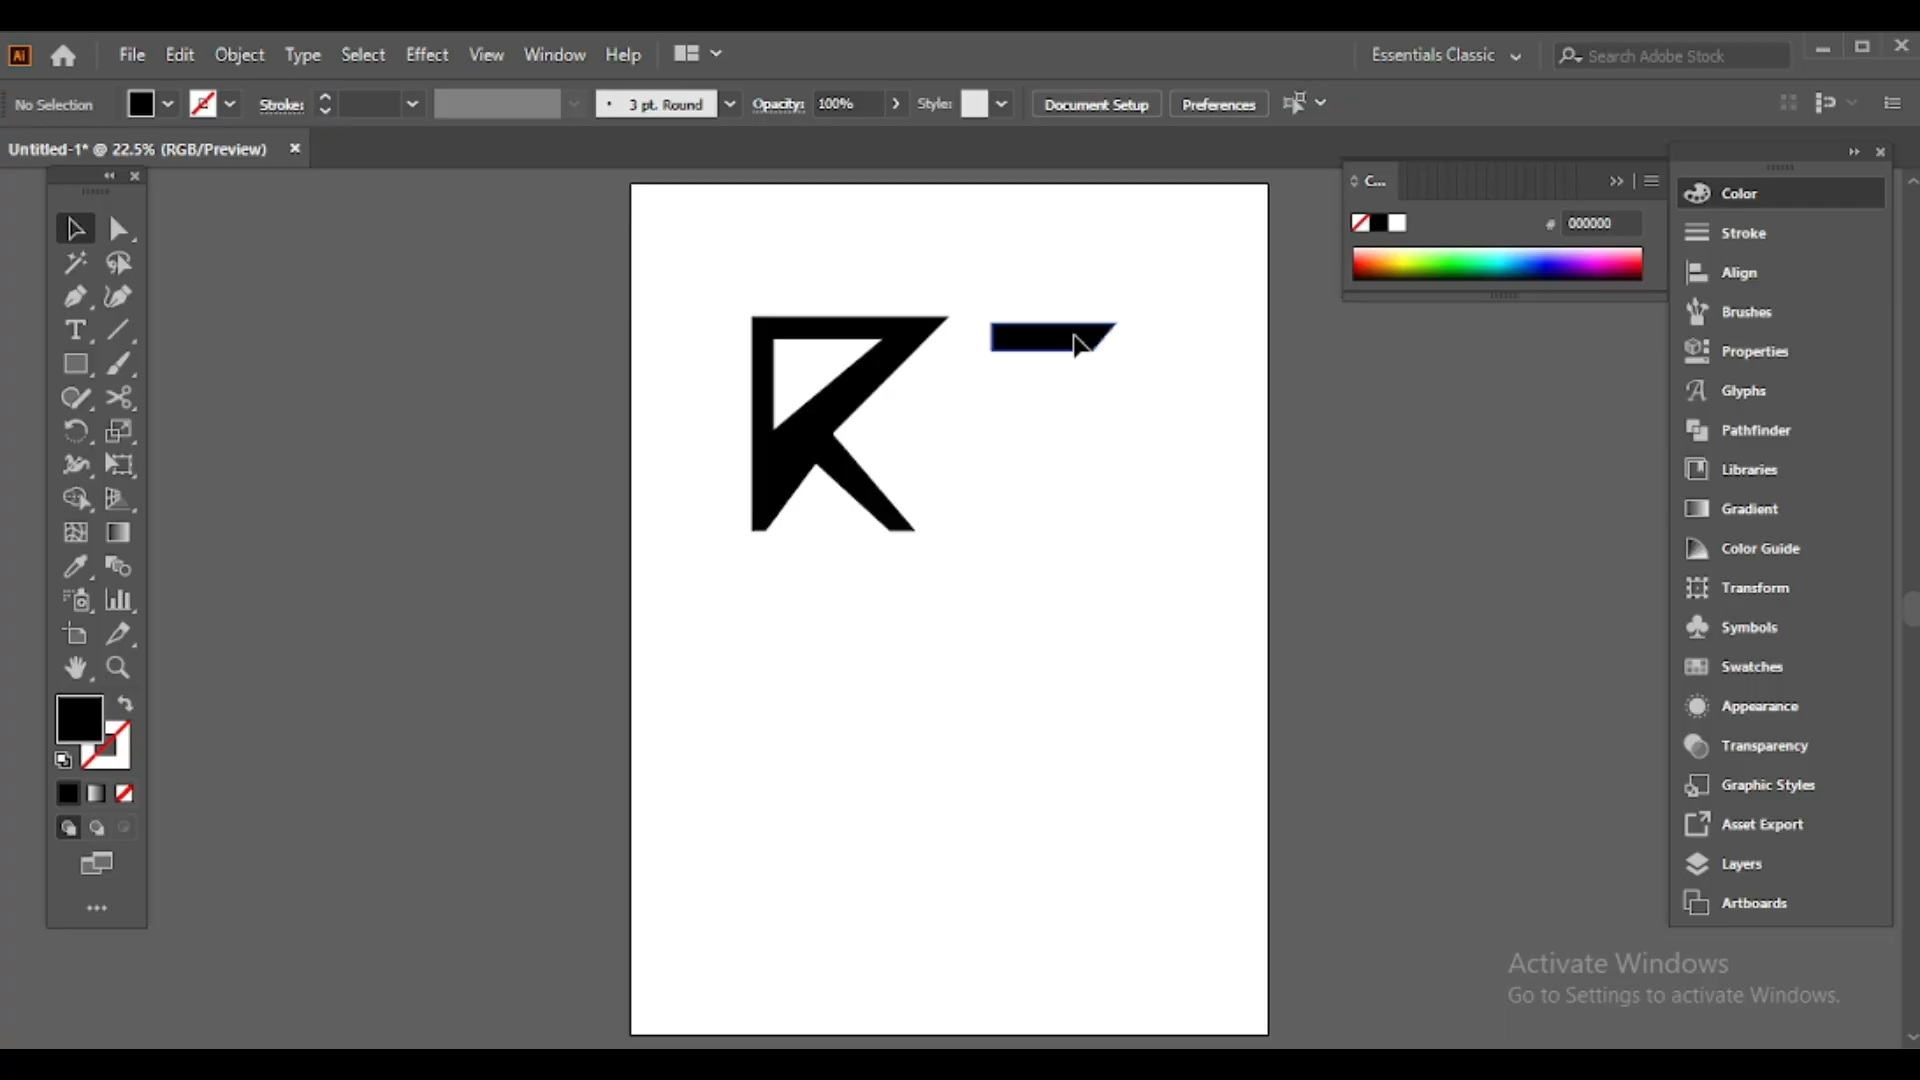 Ai File Edit Object Type Select Effect View Window Help Essentials Classic Search Adobe Stock
No Selection Stroke: 3 pt. Round Opacity: 100% Style: Document Setup Preferences
Untitled-1* @ 22.5% (RGB/Preview)
C...
# 000000
Color
Stroke
Align
Brushes
Properties
Glyphs
Pathfinder
Libraries
Gradient
Color Guide
Transform
Symbols
Swatches
Appearance
Transparency
Graphic Styles
Asset Export
Layers
Artboards
Activate Windows
Go to Settings to activate Windows.